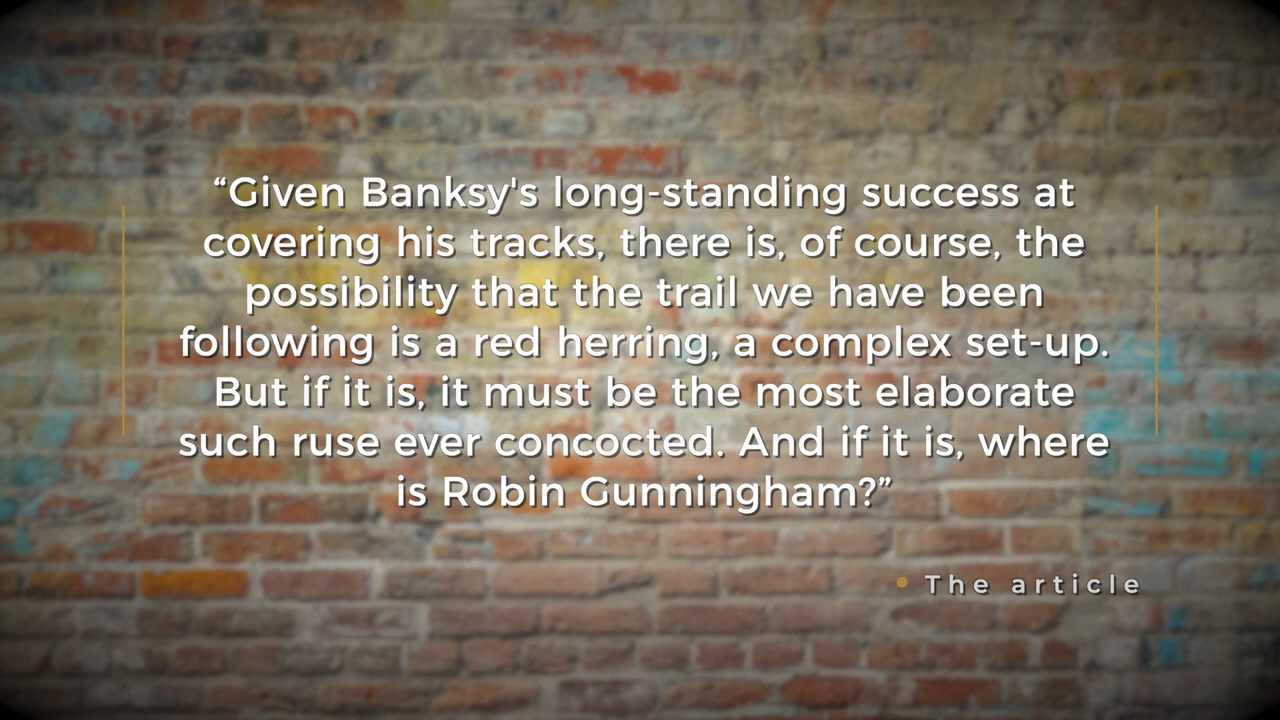 “Given Banksy's long-standing success at
covering his tracks, there is, of course, the
possibility that the trail we have been
following is a red herring, a complex set-up.
But if it is, it must be the most elaborate
such ruse ever concocted. And if it is, where
is Robin Gunningham?”
The article